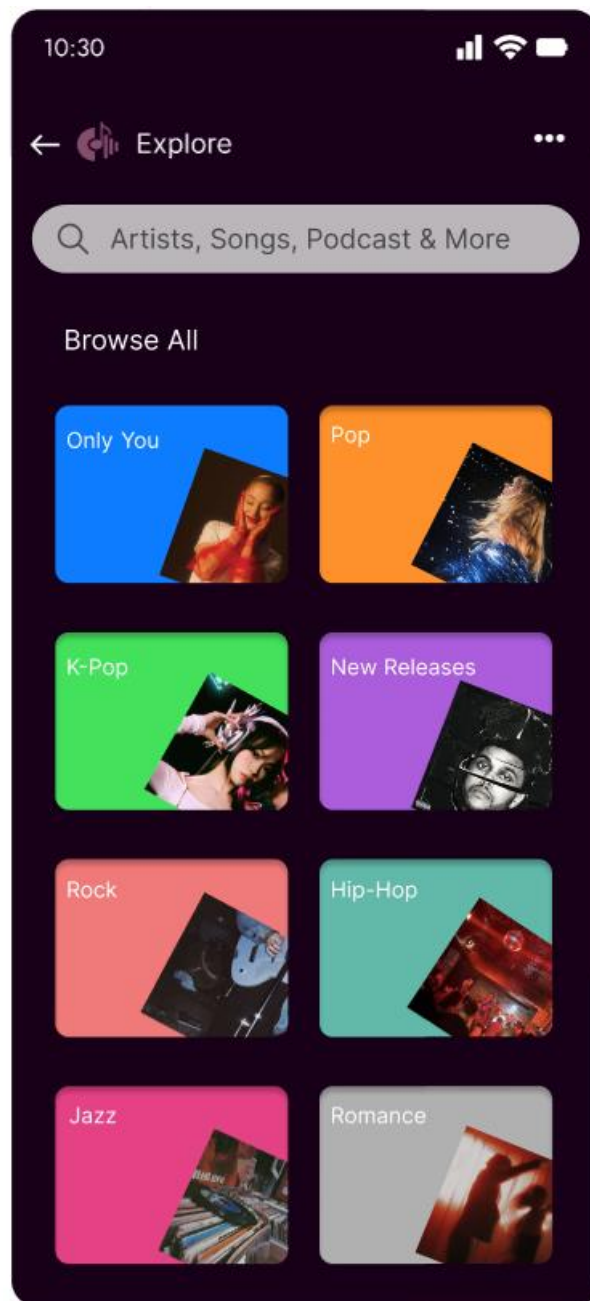 10:30
Explore
Artists, Songs, Podcast & More
Browse All
Only You
Pop
K-Pop
New Releases
Rock
Hip-Hop
Jazz
Romance